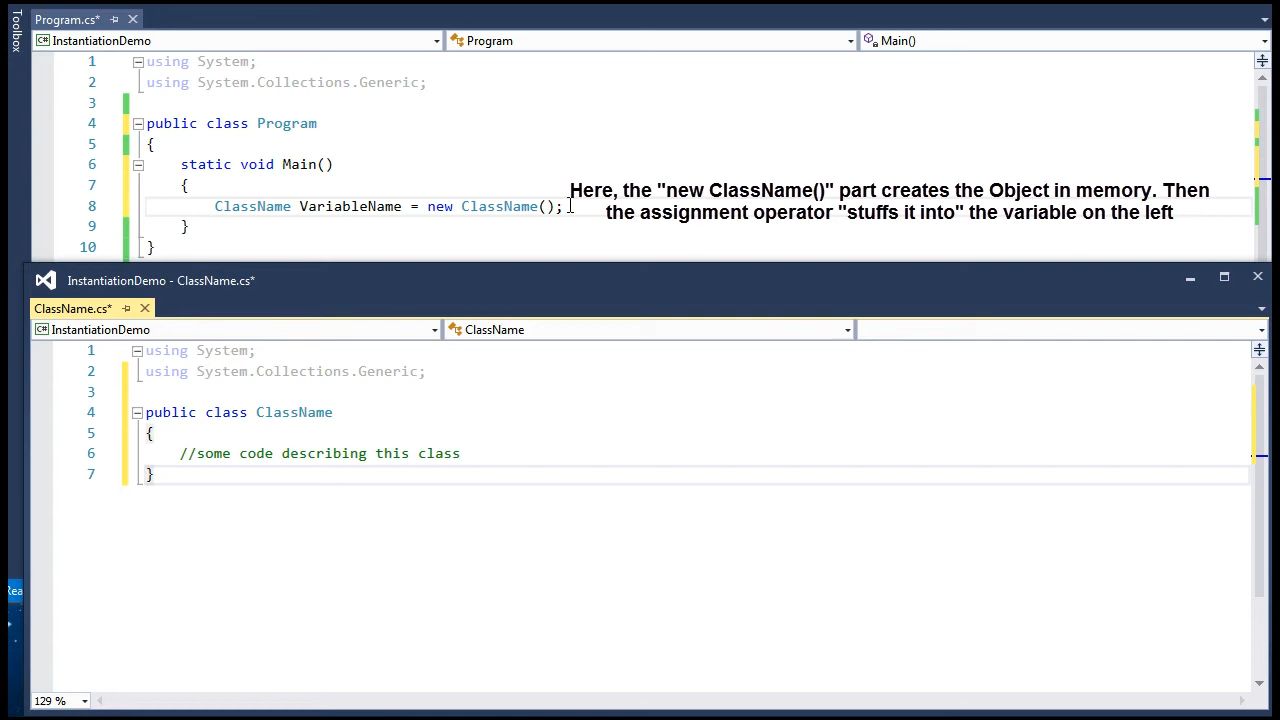 Toolbox
Program.cs*
InstantiationDemo
Program
Main()
1 using System;
2 using System.Collections.Generic;
3
4 public class Program
5 {
6 static void Main()
7 {
8 ClassName VariableName = new ClassName();
9 }
10 }
Here, the "new ClassName()" part creates the Object in memory. Then
the assignment operator "stuffs it into" the variable on the left
InstantiationDemo - ClassName.cs*
ClassName.cs*
InstantiationDemo
ClassName
1 using System;
2 using System.Collections.Generic;
3
4 public class ClassName
5 {
6 //some code describing this class
7 }
Rea
129 %